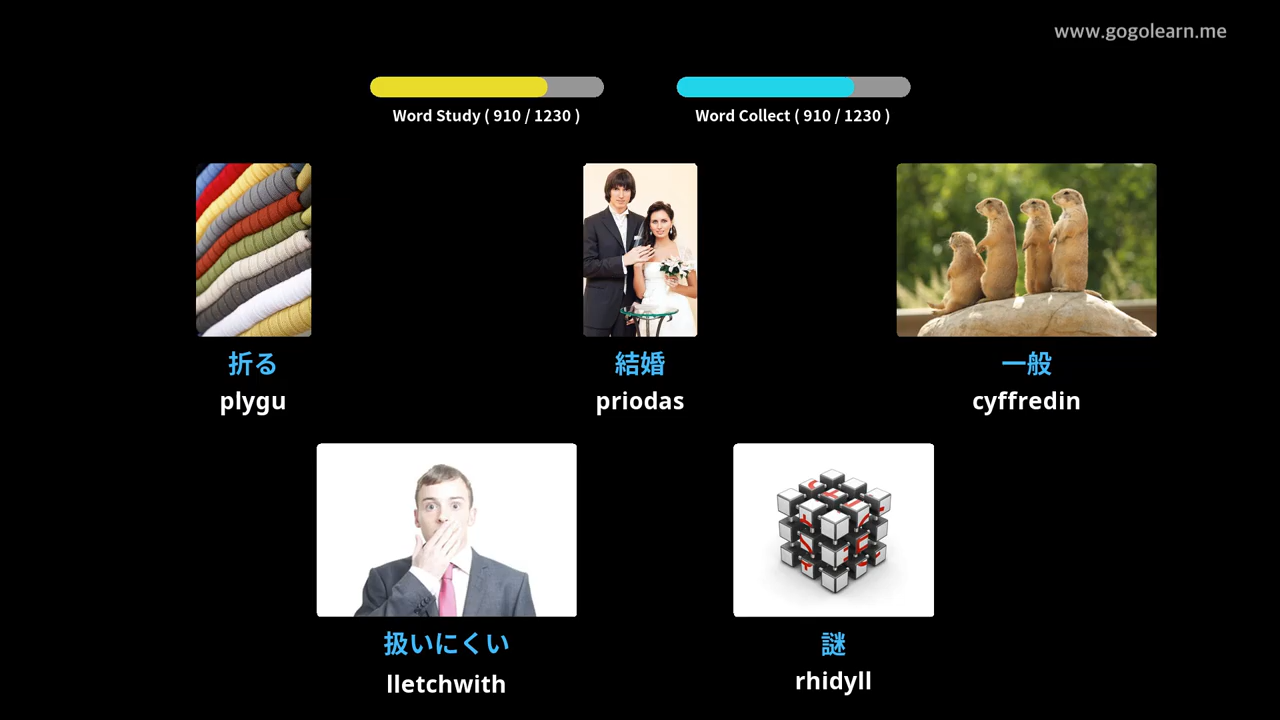 www.gogolearn.me
Word Study ( 910 / 1230 )
Word Collect ( 910 / 1230 )
折る
plygu
結婚
priodas
一般
cyffredin
扱いにくい
lletchwith
謎
rhidyll